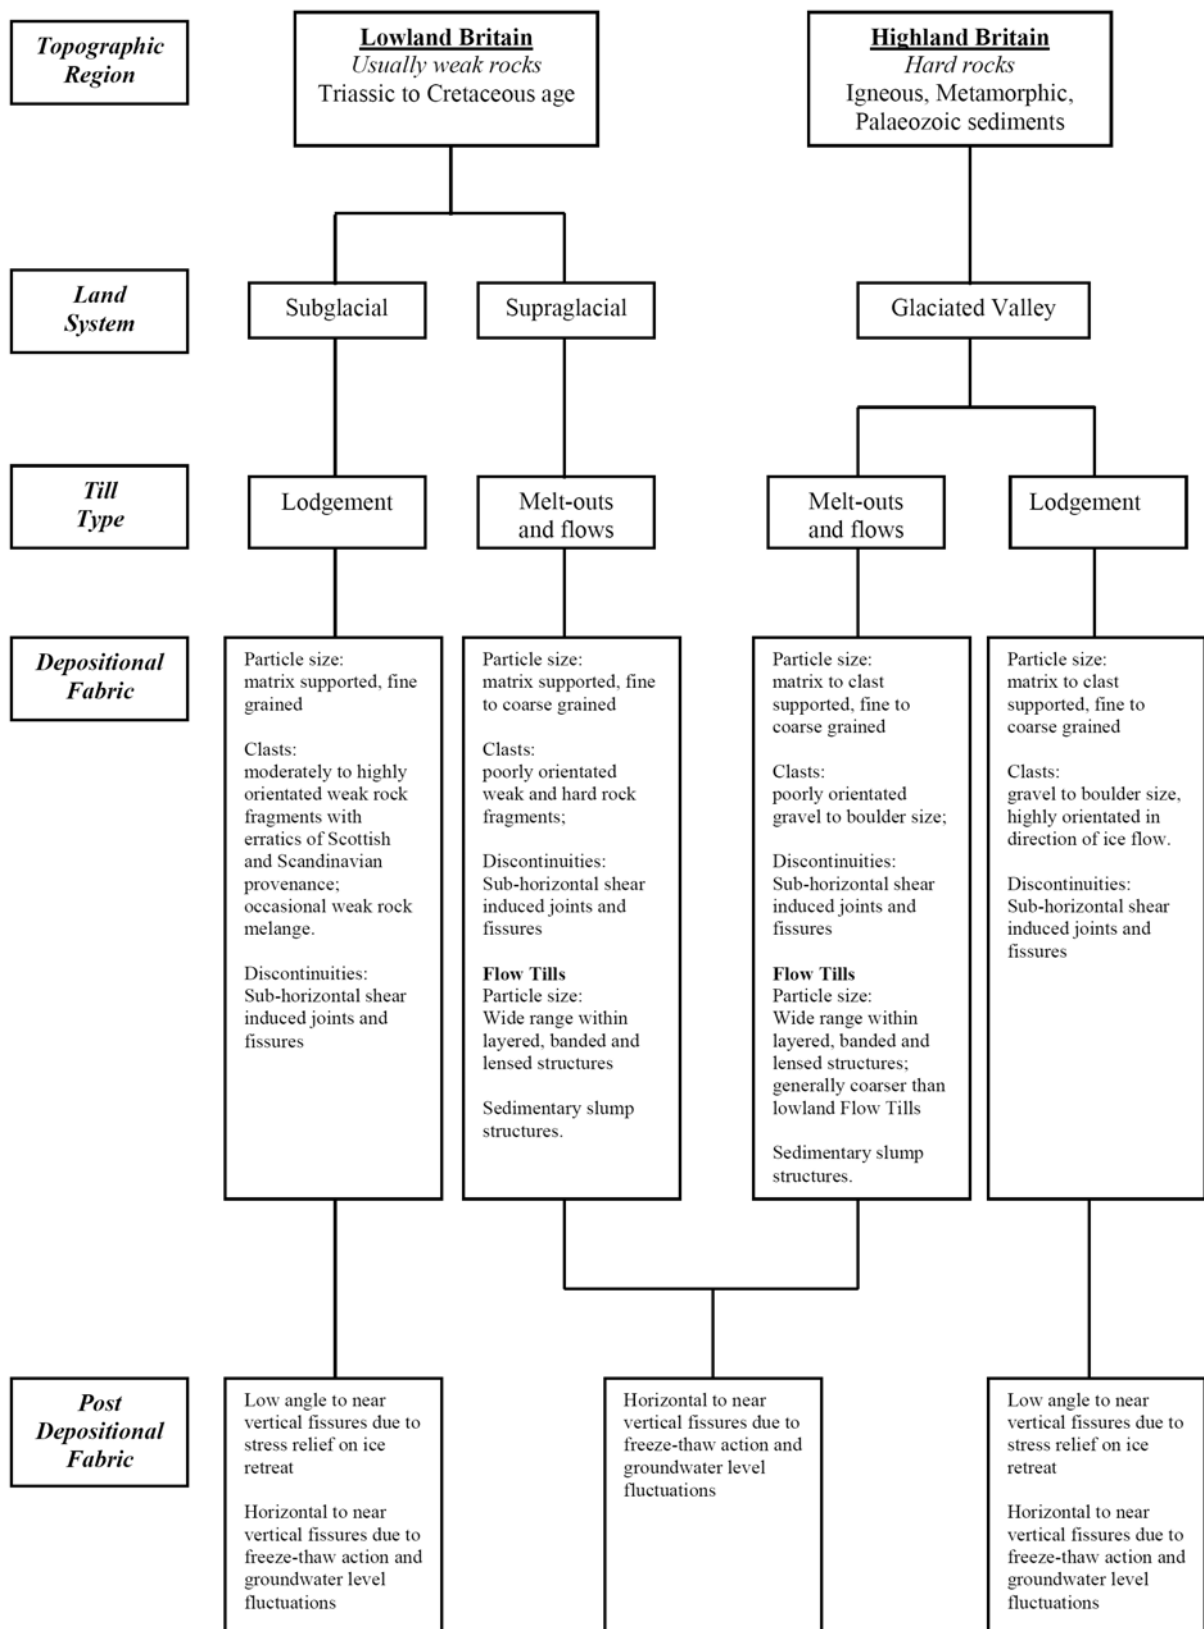 Topographic
Region
Lowland Britain
Usually weak rocks
Triassic to Cretaceous age
Highland Britain
Hard rocks
Igneous, Metamorphic,
Palaeozoic sediments
Land
System
Subglacial
Supraglacial
Glaciated Valley
Till
Type
Lodgement
Melt-outs
and flows
Melt-outs
and flows
Lodgement
Depositional
Fabric
Particle size:
matrix supported, fine
grained
Clasts:
moderately to highly
orientated weak rock
fragments with
erratics of Scottish
and Scandinavian
provenance;
occasional weak rock
melange.
Discontinuities:
Sub-horizontal shear
induced joints and
fissures
Particle size:
matrix supported, fine
to coarse grained
Clasts:
poorly orientated
weak and hard rock
fragments;
Discontinuities:
Sub-horizontal shear
induced joints and
fissures
Flow Tills
Particle size:
Wide range within
layered, banded and
lensed structures
Sedimentary slump
structures.
Particle size:
matrix to clast
supported, fine to
coarse grained
Clasts:
poorly orientated
gravel to boulder size;
Discontinuities:
Sub-horizontal shear
induced joints and
fissures
Flow Tills
Particle size:
Wide range within
layered, banded and
lensed structures;
generally coarser than
lowland Flow Tills
Sedimentary slump
structures.
Particle size:
matrix to clast
supported, fine to
coarse grained
Clasts:
gravel to boulder size,
highly orientated in
direction of ice flow.
Discontinuities:
Sub-horizontal shear
induced joints and
fissures
Post
Depositional
Fabric
Low angle to near
vertical fissures due to
stress relief on ice
retreat
Horizontal to near
vertical fissures due to
freeze-thaw action and
groundwater level
fluctuations
Horizontal to near
vertical fissures due to
freeze-thaw action and
groundwater level
fluctuations
Low angle to near
vertical fissures due to
stress relief on ice
retreat
Horizontal to near
vertical fissures due to
freeze-thaw action and
groundwater level
fluctuations